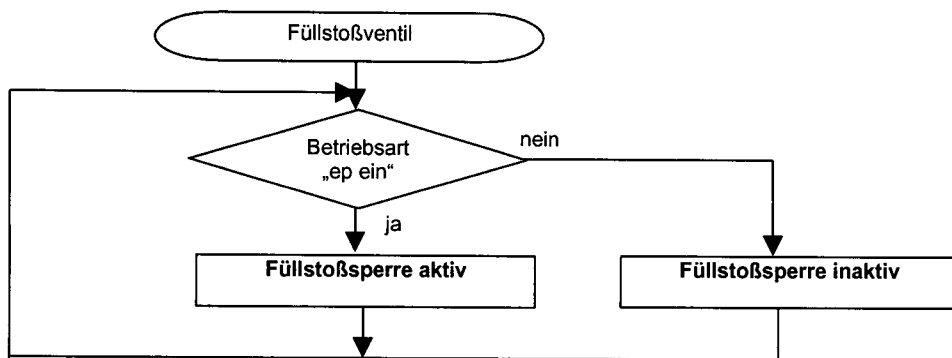 Füllstoßventil
Betriebsart
„ep ein“
nein
ja
Füllstoßsperre aktiv
Füllstoßsperre inaktiv